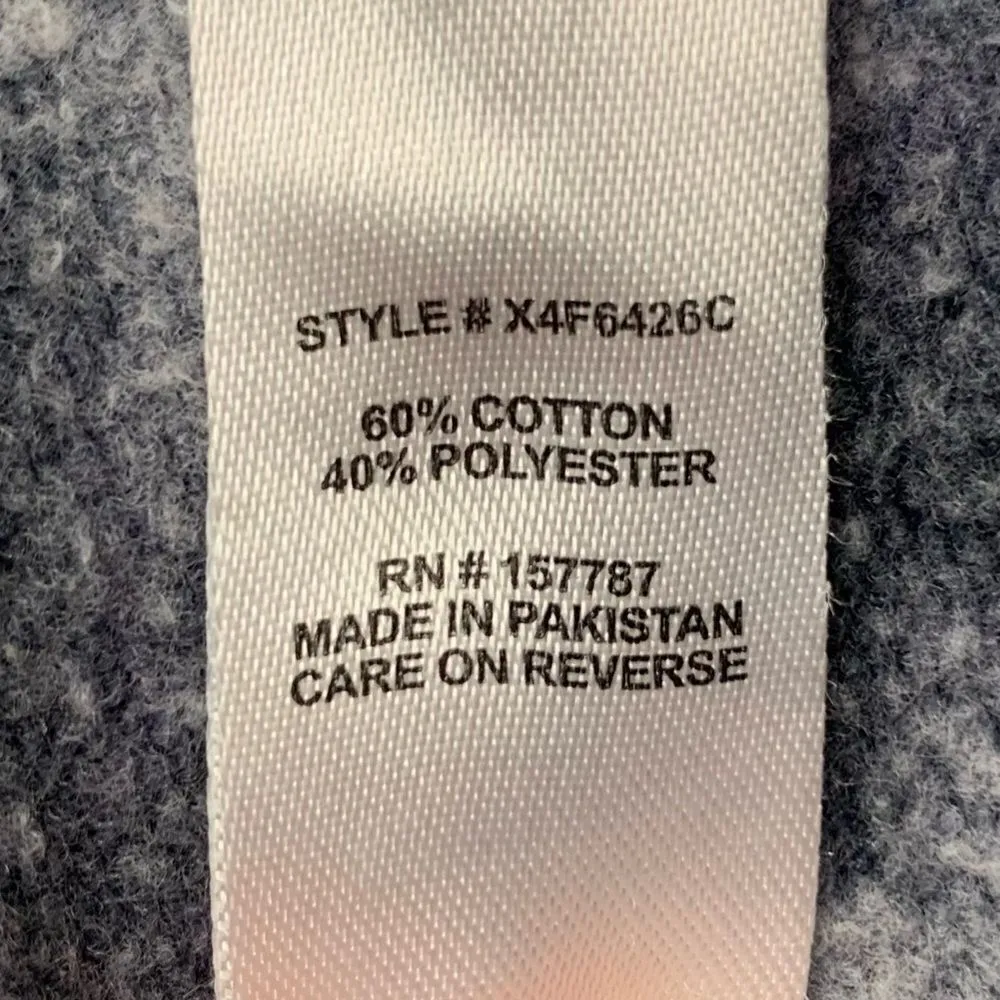 STYLE # X4F6426C
60% COTTON
40% POLYESTER
RN # 157787
MADE IN PAKISTAN
CARE ON REVERSE